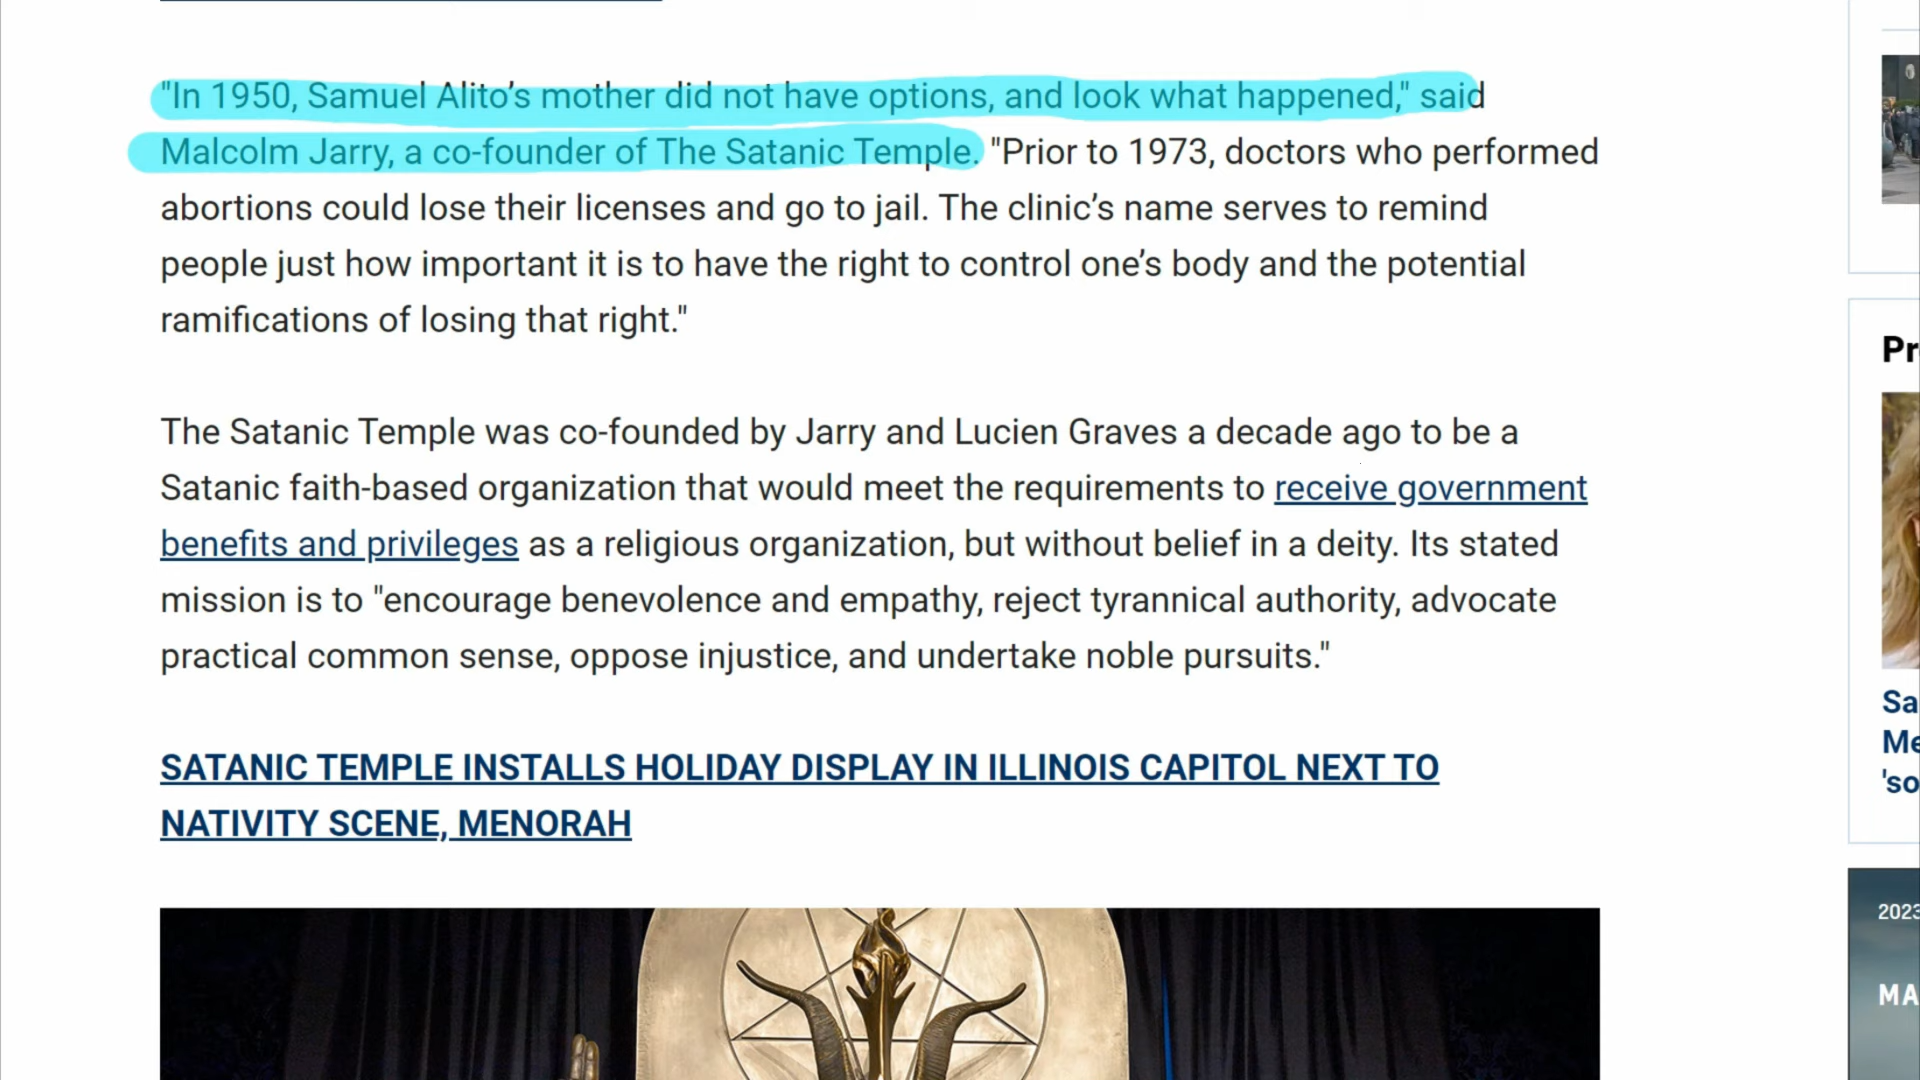 "In 1950, Samuel Alito’s mother did not have options, and look what happened," said
Malcolm Jarry, a co-founder of The Satanic Temple. "Prior to 1973, doctors who performed
abortions could lose their licenses and go to jail. The clinic’s name serves to remind
people just how important it is to have the right to control one’s body and the potential
ramifications of losing that right."
The Satanic Temple was co-founded by Jarry and Lucien Graves a decade ago to be a
Satanic faith-based organization that would meet the requirements to receive government
benefits and privileges as a religious organization, but without belief in a deity. Its stated
mission is to "encourage benevolence and empathy, reject tyrannical authority, advocate
practical common sense, oppose injustice, and undertake noble pursuits."
SATANIC TEMPLE INSTALLS HOLIDAY DISPLAY IN ILLINOIS CAPITOL NEXT TO
NATIVITY SCENE, MENORAH
Pr
Sa
Me
'so
2023
MA